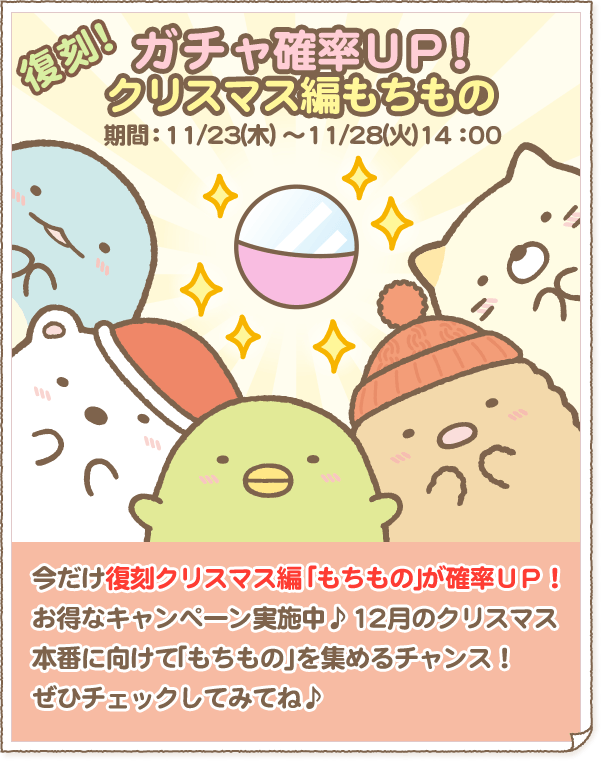 復刻!
ガチャ確率UP!
クリスマス編もちもの
期間:11/23(木)～11/28(火)14:00
今だけ復刻クリスマス編「もちもの」が確率UP!
お得なキャンペーン実施中♪12月のクリスマス
本番に向けて「もちもの」を集めるチャンス!
ぜひチェックしてみてね♪